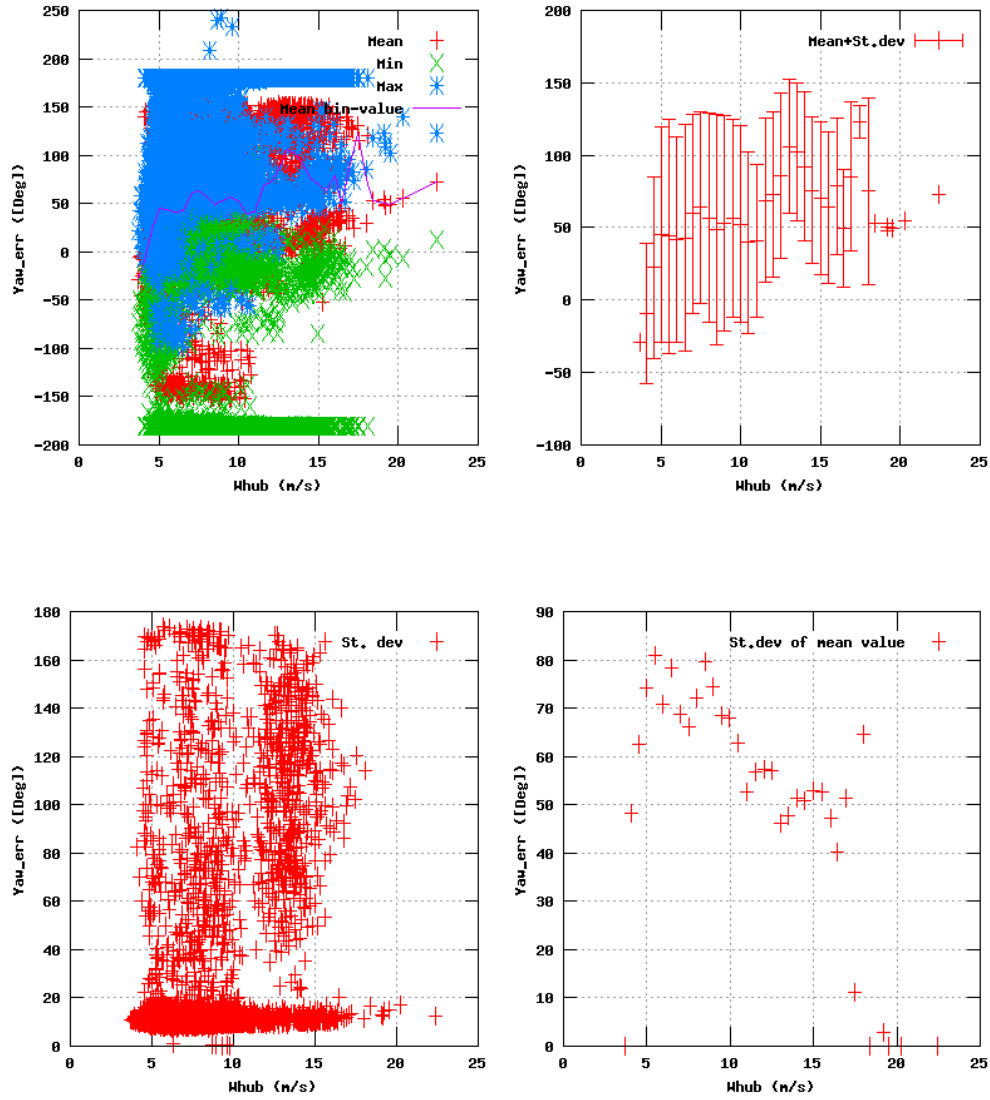 250
200
150
100
50
0
-50
-100
-150
-200
0 5 10 15 20 25
Yaw_err ([Deg])
Whub (m/s)
Mean
Min
Max
Mean bin-value
200
150
100
50
0
-50
-100
0 5 10 15 20 25
Yaw_err ([Deg])
Whub (m/s)
Mean+St.dev
180
160
140
120
100
80
60
40
20
0
0 5 10 15 20 25
Yaw_err ([Deg])
Whub (m/s)
St. dev
90
80
70
60
50
40
30
20
10
0
0 5 10 15 20 25
Yaw_err ([Deg])
Whub (m/s)
St.dev of mean value